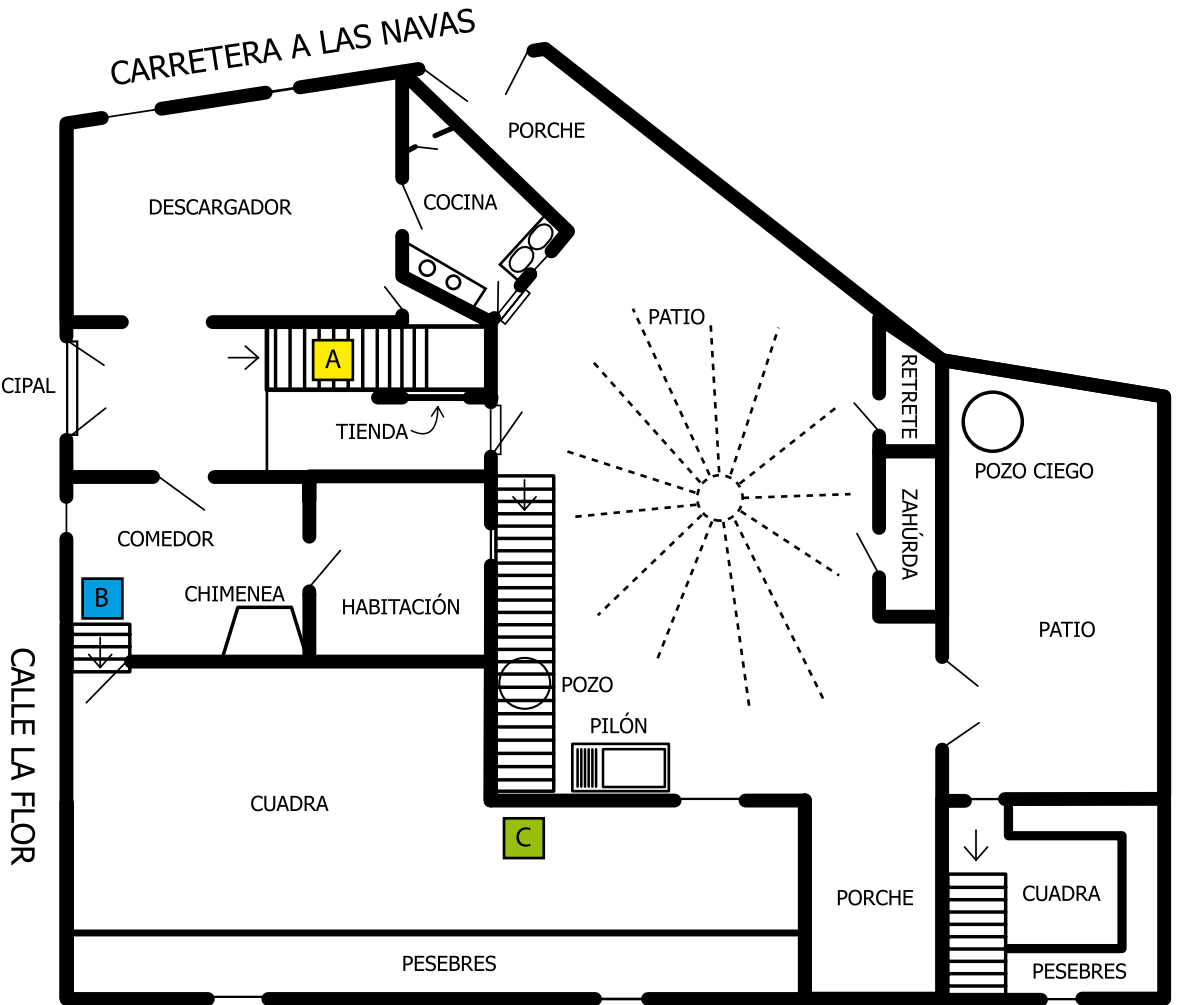 CARRETERA A LAS NAVAS
PORCHE
COCINA
DESCARGADOR
PATIO
A
CIPAL
RETRETE
TIENDA
POZO CIEGO
ZAHÚRDA
COMEDOR
CHIMENEA
B
HABITACIÓN
PATIO
CALLE LA FLOR
POZO
PILÓN
CUADRA
C
PORCHE
CUADRA
PESEBRES
PESEBRES